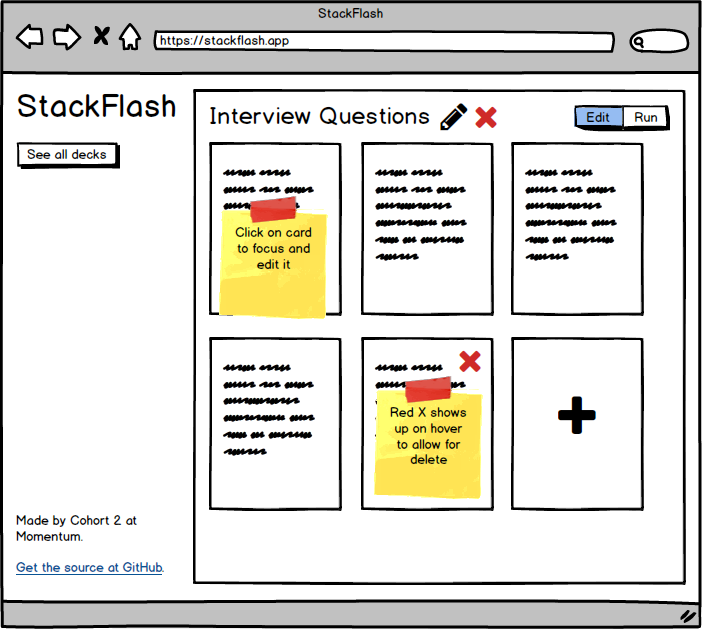 StackFlash
https://stackflash.app
StackFlash
See all decks
Interview Questions
Edit
Run
Click on card
to focus and
edit it
Red X shows
up on hover
to allow for
delete
Made by Cohort 2 at
Momentum.
Get the source at GitHub.